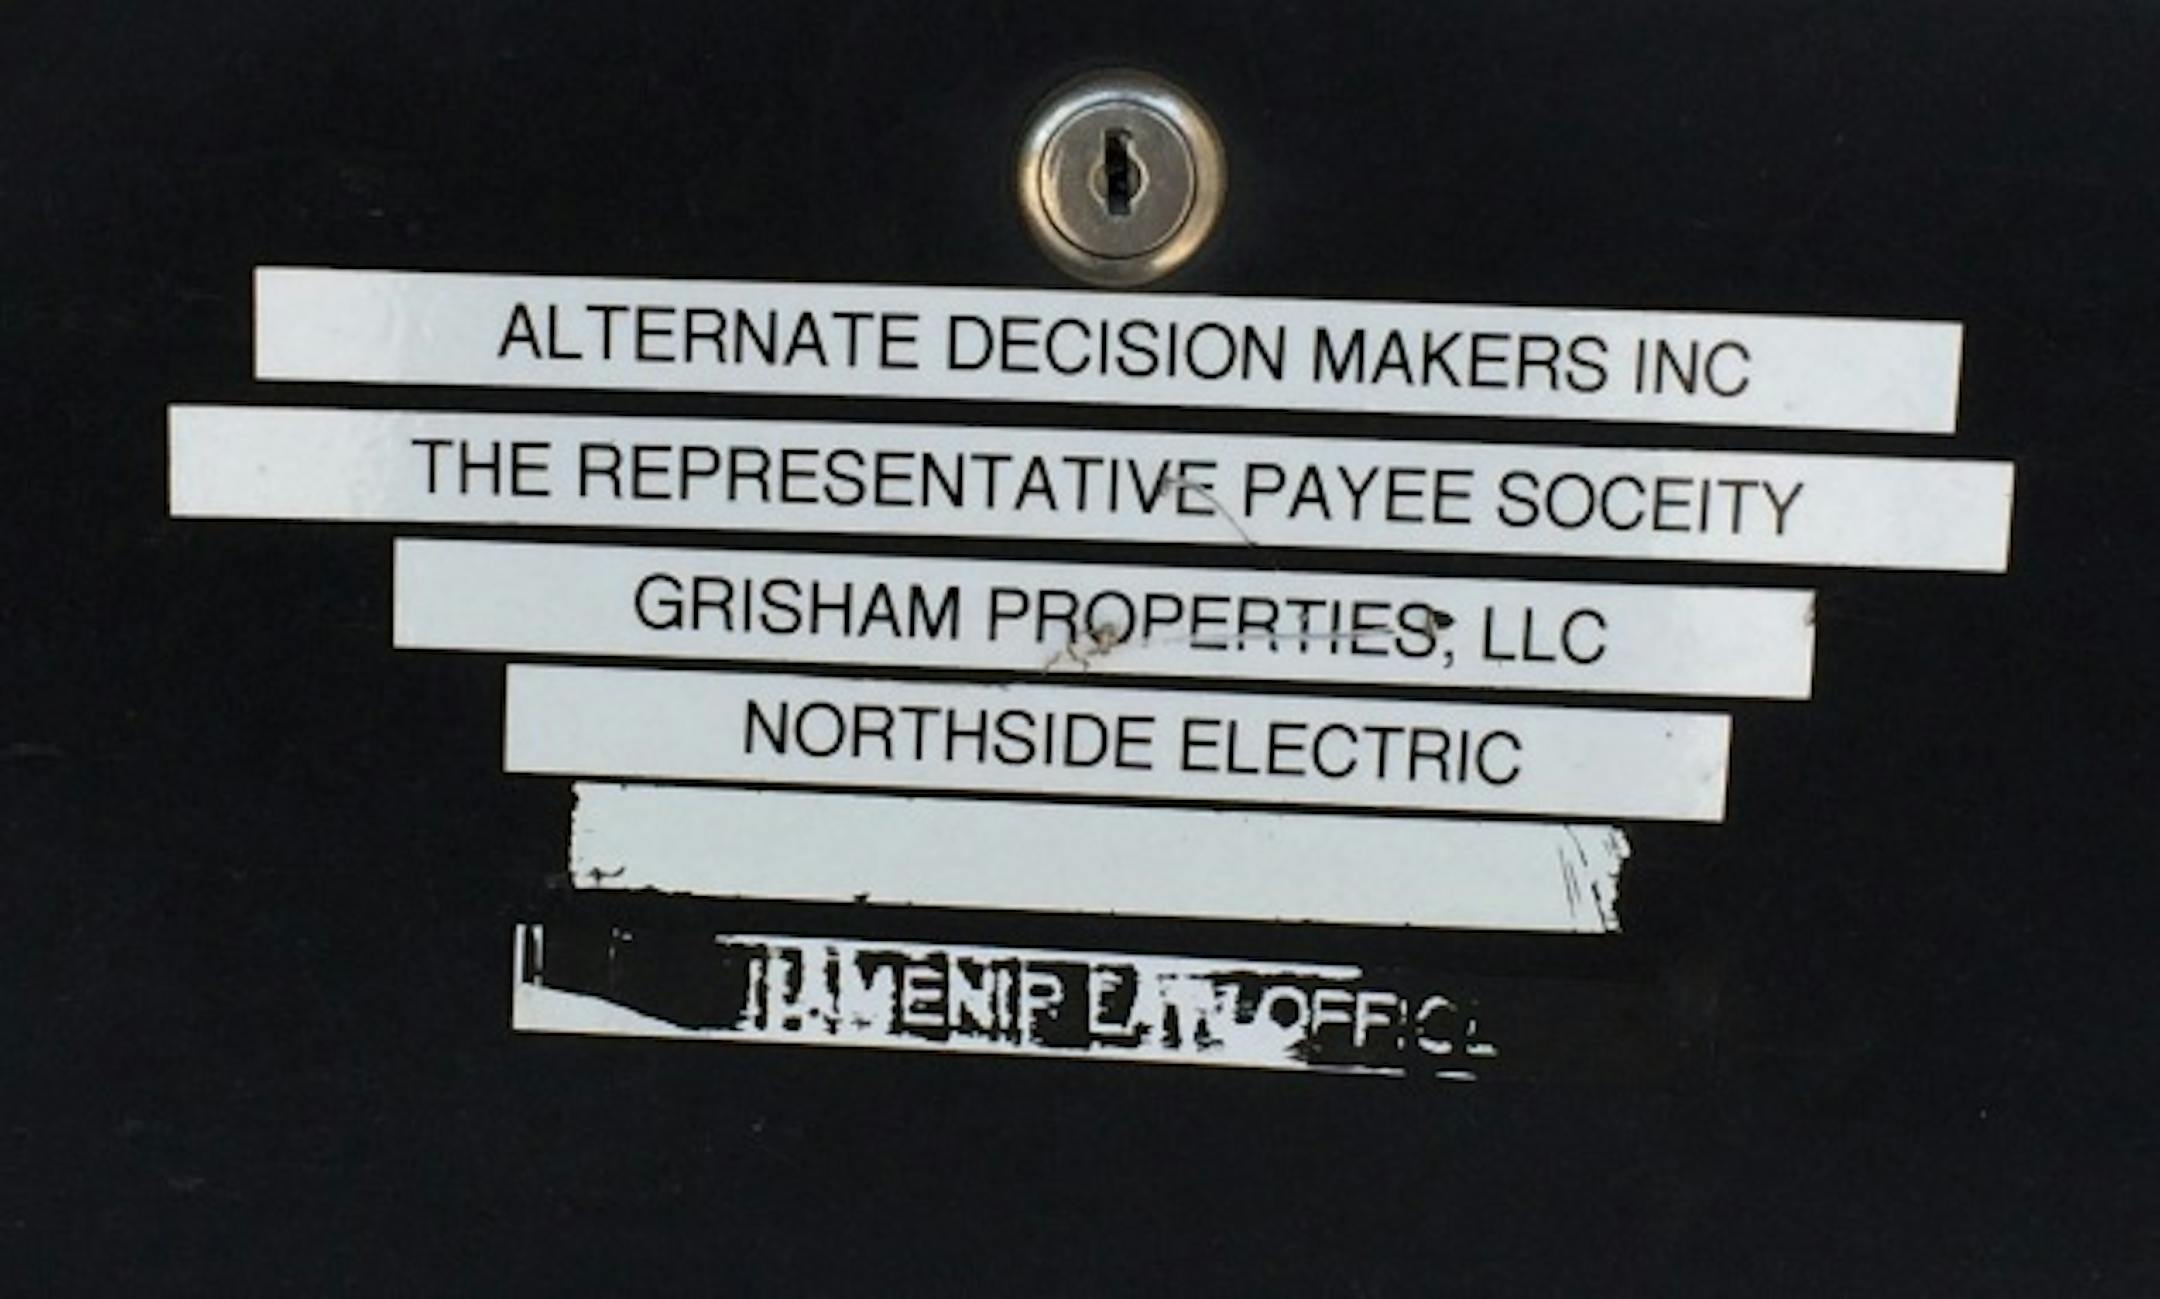 ALTERNATE DECISION MAKERS INC
THE REPRESENTATIVE PAYEE SOCEITY
GRISHAM PROPERTIES, LLC
NORTHSIDE ELECTRIC